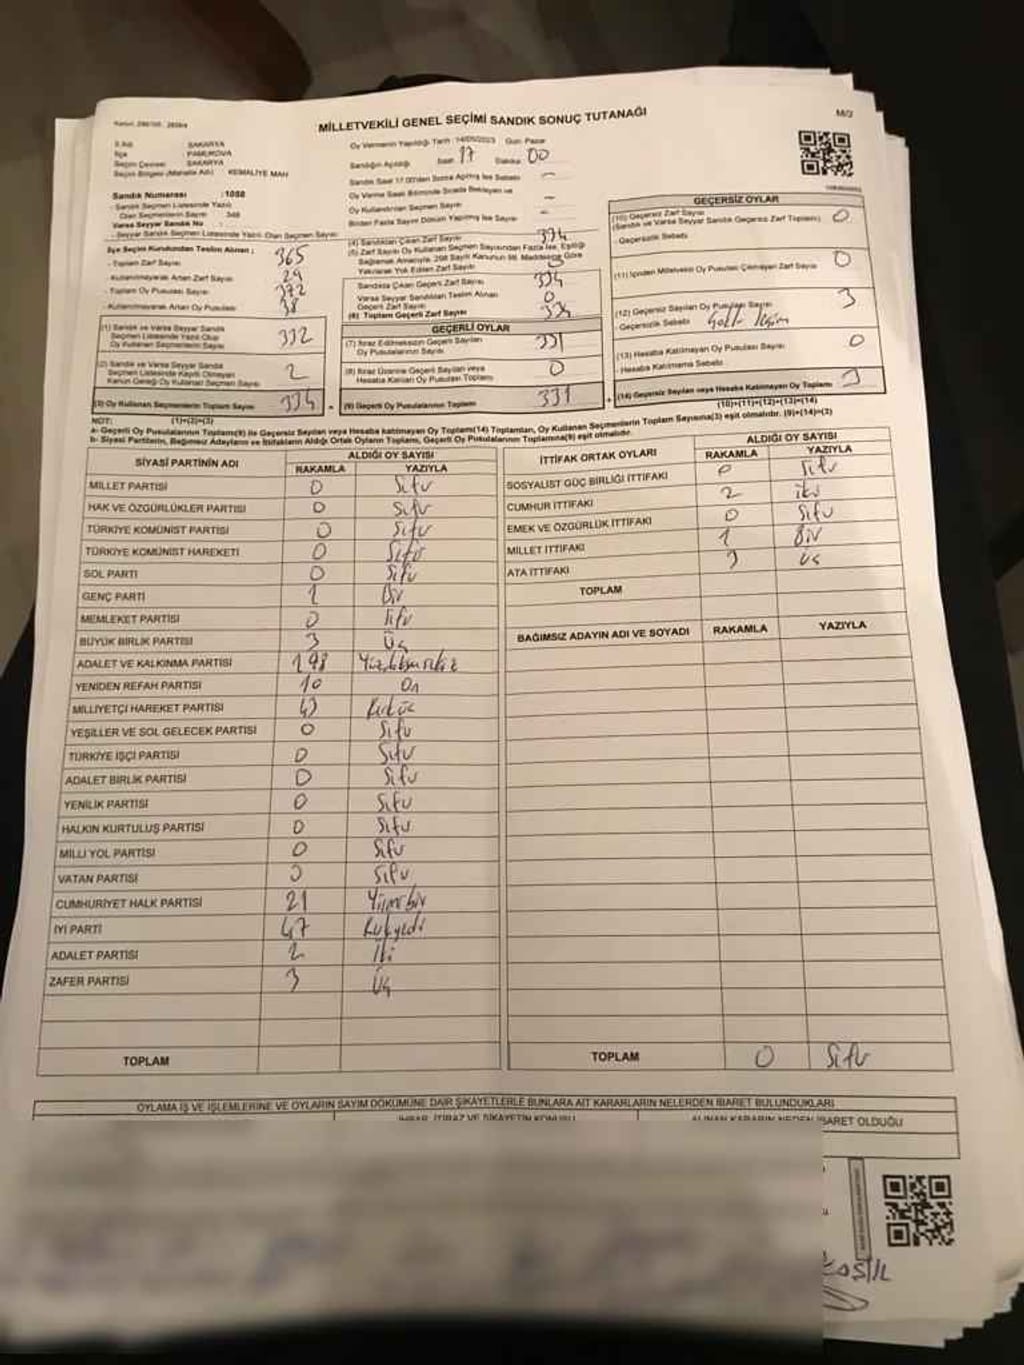 MİLLETVEKİLİ GENEL SEÇİMİ SANDIK SONUÇ TUTANAĞI
M/2
İl Adı : SAKARYA
İlçe : PAMUKOVA
Seçim Çevresi : SAKARYA
Seçim Bölgesi (Mahalle Adı) : KEMALİYE MAH
Oy Vermenin Yapıldığı Tarih :14/05/2023 Gün: Pazar
Sandığın Açıldığı Saat 17 Dakika 00
Sandık Saat 17.00'den Sonra Açılmış İse Sebebi –
Oy Verme Saati Bitiminde Sırada Bekleyen ve
Oy Kullandırılan Seçmen Sayısı –
Birden Fazla Sayım Döküm Yapılmış İse Sayısı –
Sandık Numarası :1088
- Sandık Seçmen Listesinde Yazılı
Olan Seçmenlerin Sayısı 348
Varsa Seyyar Sandık No :
- Seyyar Sandık Seçmen Listesinde Yazılı Olan Seçmen Sayısı
İlçe Seçim Kurulundan Teslim Alınan ;
- Toplam Zarf Sayısı 365
- Kullanılmayarak Artan Zarf Sayısı 29
- Toplam Oy Pusulası Sayısı 372
- Kullanılmayarak Artan Oy Pusulası 38
(1) Sandık ve Varsa Seyyar Sandık
Seçmen Listesinde Yazılı Olup
Oy Kullanan Seçmenlerin Sayısı 332
(2) Sandık ve Varsa Seyyar Sandık
Seçmen Listesinde Kayıtlı Olmayan
Kanun Gereği Oy Kullanan Seçmen Sayısı 2
(3) Oy Kullanan Seçmenlerin Toplam Sayısı 334
(1)+(2)=(3)
(4) Sandıktan Çıkan Zarf Sayısı 334
(5) Zarf Sayısı Oy Kullanan Seçmen Sayısından Fazla İse, Eşitliği
Sağlamak Amacıyla, 298 Sayılı Kanunun 98. Maddesine Göre
Yakılarak Yok Edilen Zarf Sayısı
Sandıkta Çıkan Geçerli Zarf Sayısı 334
Varsa Seyyar Sandıktan Teslim Alınan
Geçerli Zarf Sayısı 0
(6) Toplam Geçerli Zarf Sayısı 334
GEÇERLİ OYLAR
(7) İtiraz Edilmeksizin Geçerli Sayılan
Oy Pusulalarının Sayısı 331
(8) İtiraz Üzerine Geçerli Sayılan veya
Hesaba Katılan Oy Pusulası Toplamı 0
(9) Geçerli Oy Pusulalarının Toplamı 331
GEÇERSİZ OYLAR
(10) Geçersiz Zarf Sayısı
(Sandık ve Varsa Seyyar Sandık Geçersiz Zarf Toplamı) 0
- Geçersizlik Sebebi
(11) İçinden Milletvekili Oy Pusulası Çıkmayan Zarf Sayısı 0
(12) Geçersiz Sayılan Oy Pusulası Sayısı 3
- Geçersizlik Sebebi
(13) Hesaba Katılmayan Oy Pusulası Sayısı 0
- Hesaba Katılmama Sebebi
(14) Geçersiz Sayılan veya Hesaba Katılmayan Oy Toplamı 3
(10)+(11)+(12)+(13)=(14)
NOT:
a- Geçerli Oy Pusulalarının Toplamı(9) ile Geçersiz Sayılan veya Hesaba katılmayan Oy Toplamı(14) Toplamları, Oy Kullanan Seçmenlerin Toplam Sayısına(3) eşit olmalıdır. (9)+(14)=(3)
b- Siyasi Partilerin, Bağımsız Adayların ve İttifakların Aldığı Ortak Oyların Toplamı, Geçerli Oy Pusulalarının Toplamına(9) eşit olmalıdır.
SİYASİ PARTİNİN ADI ALDIĞI OY SAYISI
RAKAMLA YAZIYLA
MİLLET PARTİSİ 0 Sıfır
HAK VE ÖZGÜRLÜKLER PARTİSİ 0 Sıfır
TÜRKİYE KOMÜNİST PARTİSİ 0 Sıfır
TÜRKİYE KOMÜNİST HAREKETİ 0 Sıfır
SOL PARTİ 0 Sıfır
GENÇ PARTİ 1 Bir
MEMLEKET PARTİSİ 0 Sıfır
BÜYÜK BİRLİK PARTİSİ 3 Üç
ADALET VE KALKINMA PARTİSİ 198 Yüzdoksansekiz
YENİDEN REFAH PARTİSİ 10 On
MİLLİYETÇİ HAREKET PARTİSİ 43 Kırküç
YEŞİLLER VE SOL GELECEK PARTİSİ 0 Sıfır
TÜRKİYE İŞÇİ PARTİSİ 0 Sıfır
ADALET BİRLİK PARTİSİ 0 Sıfır
YENİLİK PARTİSİ 0 Sıfır
HALKIN KURTULUŞ PARTİSİ 0 Sıfır
MİLLİ YOL PARTİSİ 0 Sıfır
VATAN PARTİSİ 0 Sıfır
CUMHURİYET HALK PARTİSİ 21 Yirmibir
İYİ PARTİ 47 Kırkyedi
ADALET PARTİSİ 2 İki
ZAFER PARTİSİ 3 Üç
TOPLAM
İTTİFAK ORTAK OYLARI ALDIĞI OY SAYISI
RAKAMLA YAZIYLA
SOSYALİST GÜÇ BİRLİĞİ İTTİFAKI 0 Sıfır
CUMHUR İTTİFAKI 2 iki
EMEK VE ÖZGÜRLÜK İTTİFAKI 0 Sıfır
MİLLET İTTİFAKI 1 Bir
ATA İTTİFAKI 3 Üç
TOPLAM
BAĞIMSIZ ADAYIN ADI VE SOYADI RAKAMLA YAZIYLA
TOPLAM 0 Sıfır
OYLAMA İŞ VE İŞLEMLERİNE VE OYLARIN SAYIM DÖKÜMÜNE DAİR ŞİKAYETLERLE BUNLARA AİT KARARLARIN NELERDEN İBARET BULUNDUKLARI
İHBAR, İTİRAZ VE ŞİKAYETİN KONUSU ALINAN KARARIN NEDEN İBARET OLDUĞU